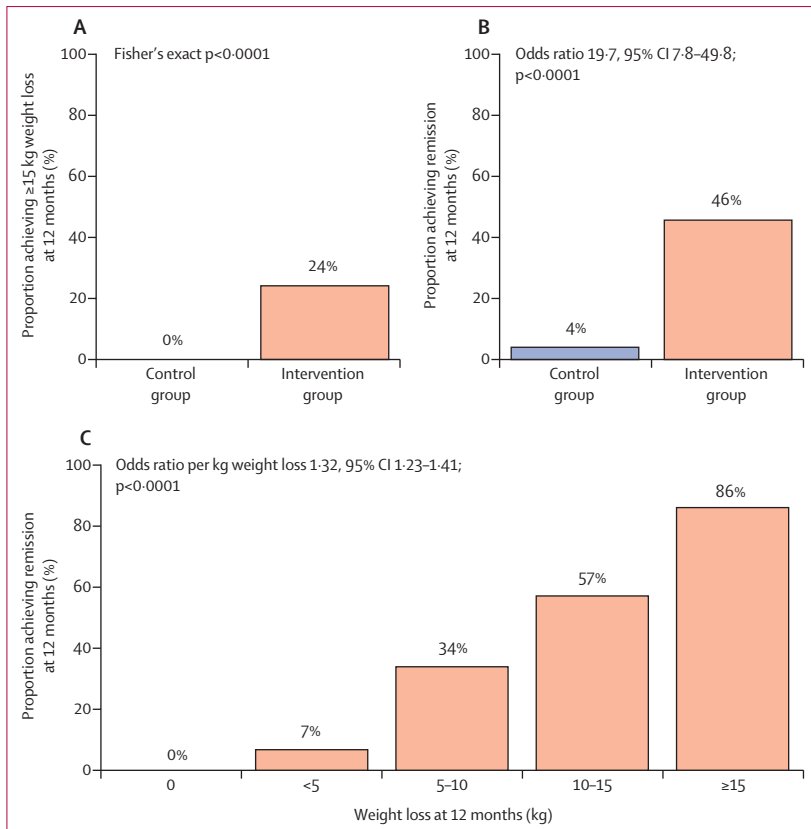 A
Fisher's exact p<0·0001
Proportion achieving ≥15 kg weight loss
at 12 months (%)
100
80
60
40
20
0
0%
24%
Control
group
Intervention
group
B
Odds ratio 19·7, 95% CI 7·8–49·8;
p<0·0001
Proportion achieving remission
at 12 months (%)
100
80
60
40
20
0
4%
46%
Control
group
Intervention
group
C
Odds ratio per kg weight loss 1·32, 95% CI 1·23–1·41;
p<0·0001
Proportion achieving remission
at 12 months (%)
100
80
60
40
20
0
0%
7%
34%
57%
86%
0
<5
5–10
10–15
≥15
Weight loss at 12 months (kg)